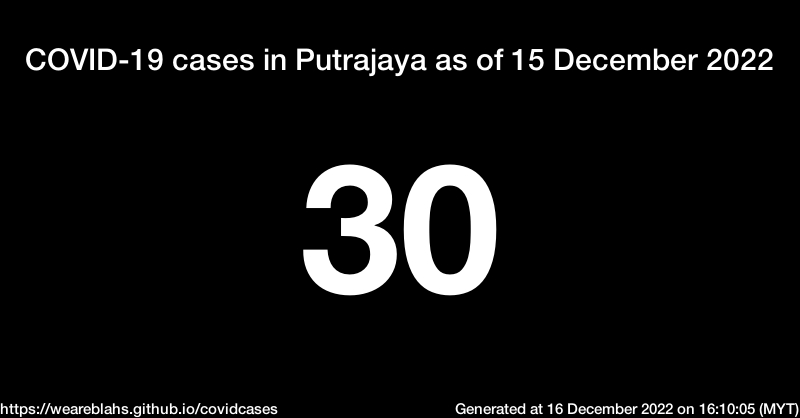 COVID-19 cases in Putrajaya as of 15 December 2022
30
https://weareblahs.github.io/covidcases
Generated at 16 December 2022 on 16:10:05 (MYT)